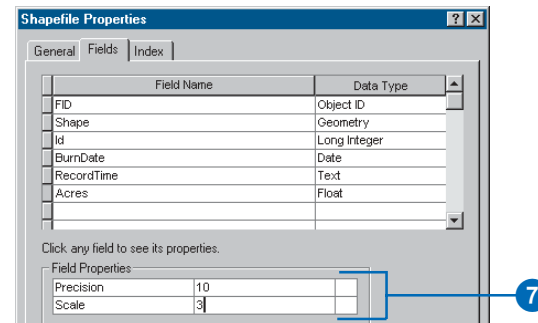 Shapefile Properties ? X
General Fields Index
Field Name Data Type
FID Object ID
Shape Geometry
Id Long Integer
BurnDate Date
RecordTime Text
Acres Float
Click any field to see its properties.
Field Properties
Precision 10
Scale 3
7